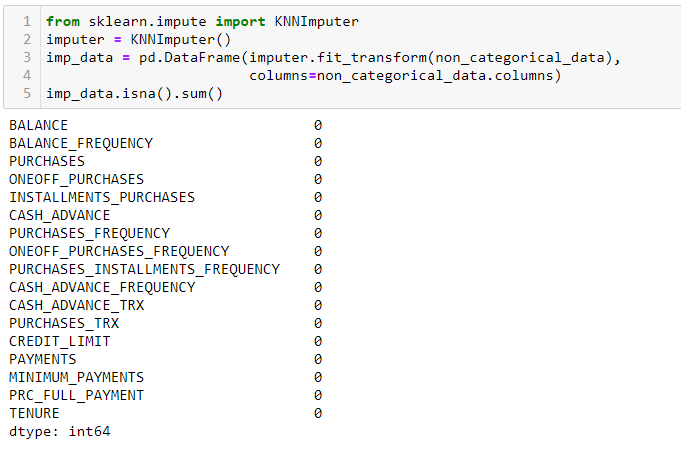 1 from sklearn.impute import KNNImputer
2 imputer = KNNImputer()
3 imp_data = pd.DataFrame(imputer.fit_transform(non_categorical_data),
4                         columns=non_categorical_data.columns)
5 imp_data.isna().sum()
BALANCE 0
BALANCE_FREQUENCY 0
PURCHASES 0
ONEOFF_PURCHASES 0
INSTALLMENTS_PURCHASES 0
CASH_ADVANCE 0
PURCHASES_FREQUENCY 0
ONEOFF_PURCHASES_FREQUENCY 0
PURCHASES_INSTALLMENTS_FREQUENCY 0
CASH_ADVANCE_FREQUENCY 0
CASH_ADVANCE_TRX 0
PURCHASES_TRX 0
CREDIT_LIMIT 0
PAYMENTS 0
MINIMUM_PAYMENTS 0
PRC_FULL_PAYMENT 0
TENURE 0
dtype: int64